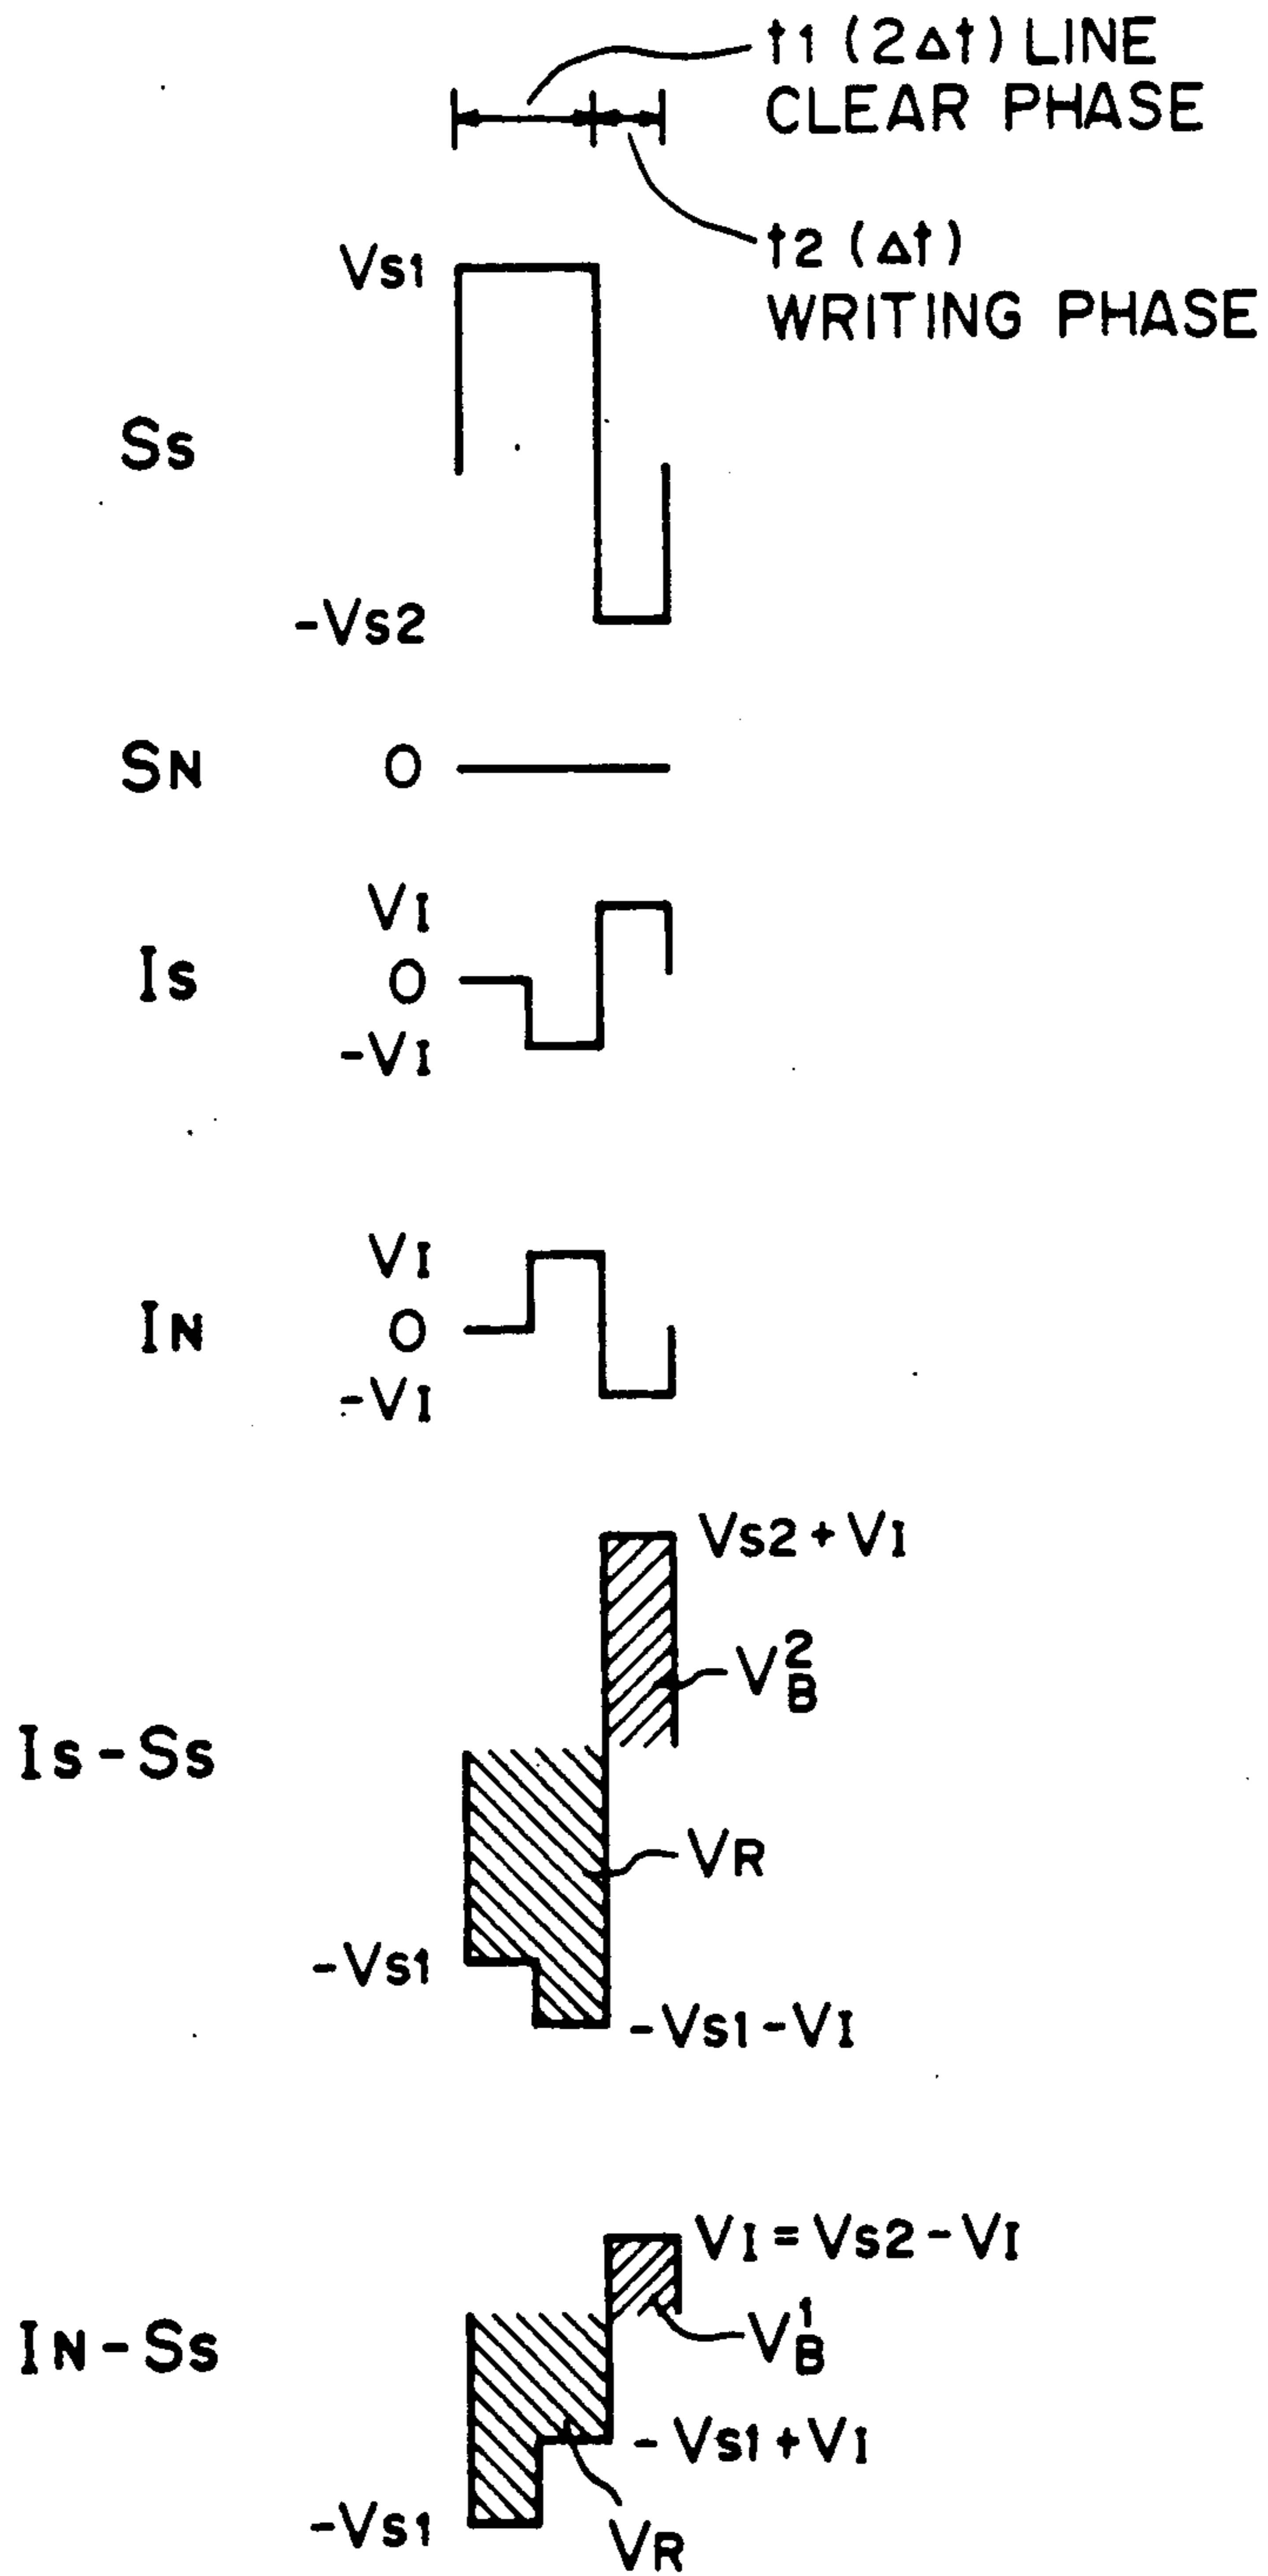 t1 (2Δt) LINE
CLEAR PHASE
t2 (Δt)
WRITING PHASE
Vs1
Ss
-Vs2
SN 0
VI
Is 0
-VI
VI
IN 0
-VI
Vs2 + VI
V²B
Is - Ss
VR
-Vs1
-Vs1 - VI
VI = Vs2 - VI
V¹B
IN - Ss
-Vs1 + VI
-Vs1
VR